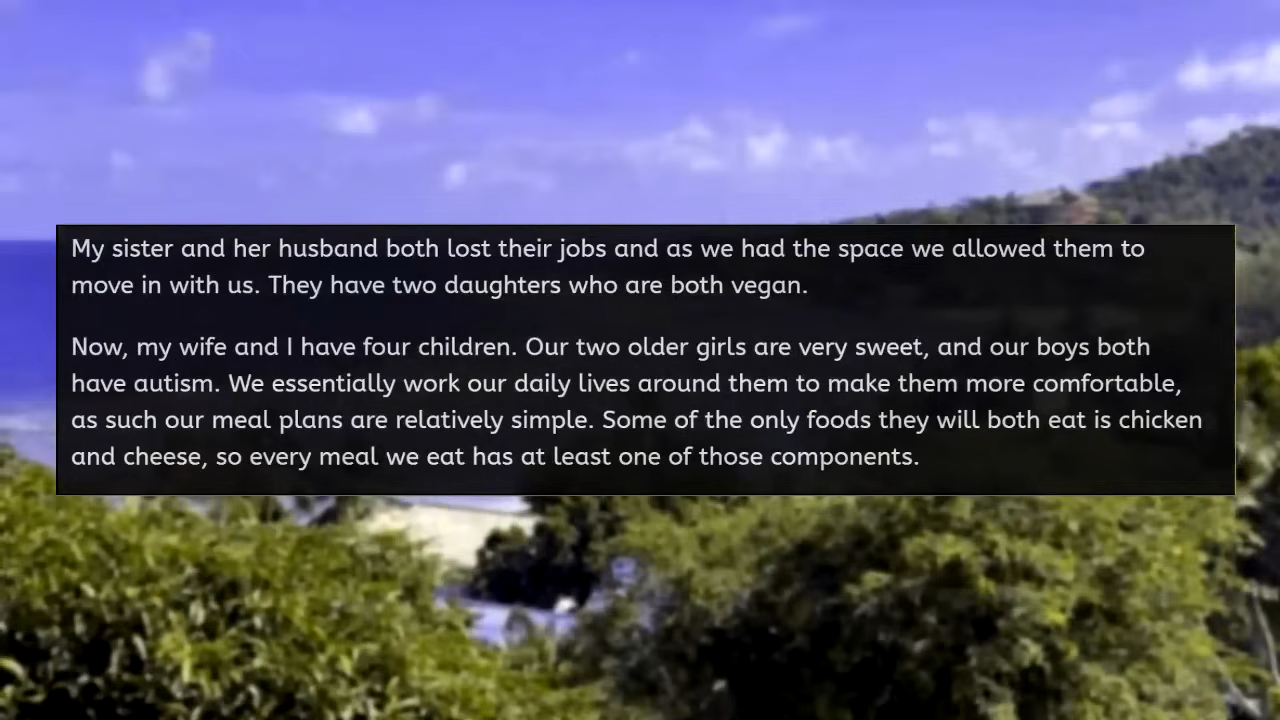 My sister and her husband both lost their jobs and as we had the space we allowed them to
move in with us. They have two daughters who are both vegan.
Now, my wife and I have four children. Our two older girls are very sweet, and our boys both
have autism. We essentially work our daily lives around them to make them more comfortable,
as such our meal plans are relatively simple. Some of the only foods they will both eat is chicken
and cheese, so every meal we eat has at least one of those components.